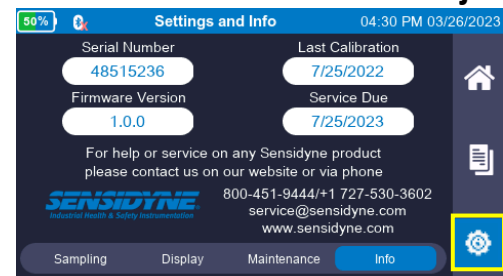 50% Settings and Info 04:30 PM 03/26/2023
Serial Number Last Calibration
48515236 7/25/2022
Firmware Version Service Due
1.0.0 7/25/2023
For help or service on any Sensidyne product
please contact us on our website or via phone
SENSIDYNE. 800-451-9444/+1 727-530-3602
Industrial Health & Safety Instrumentation service@sensidyne.com
www.sensidyne.com
Sampling Display Maintenance Info